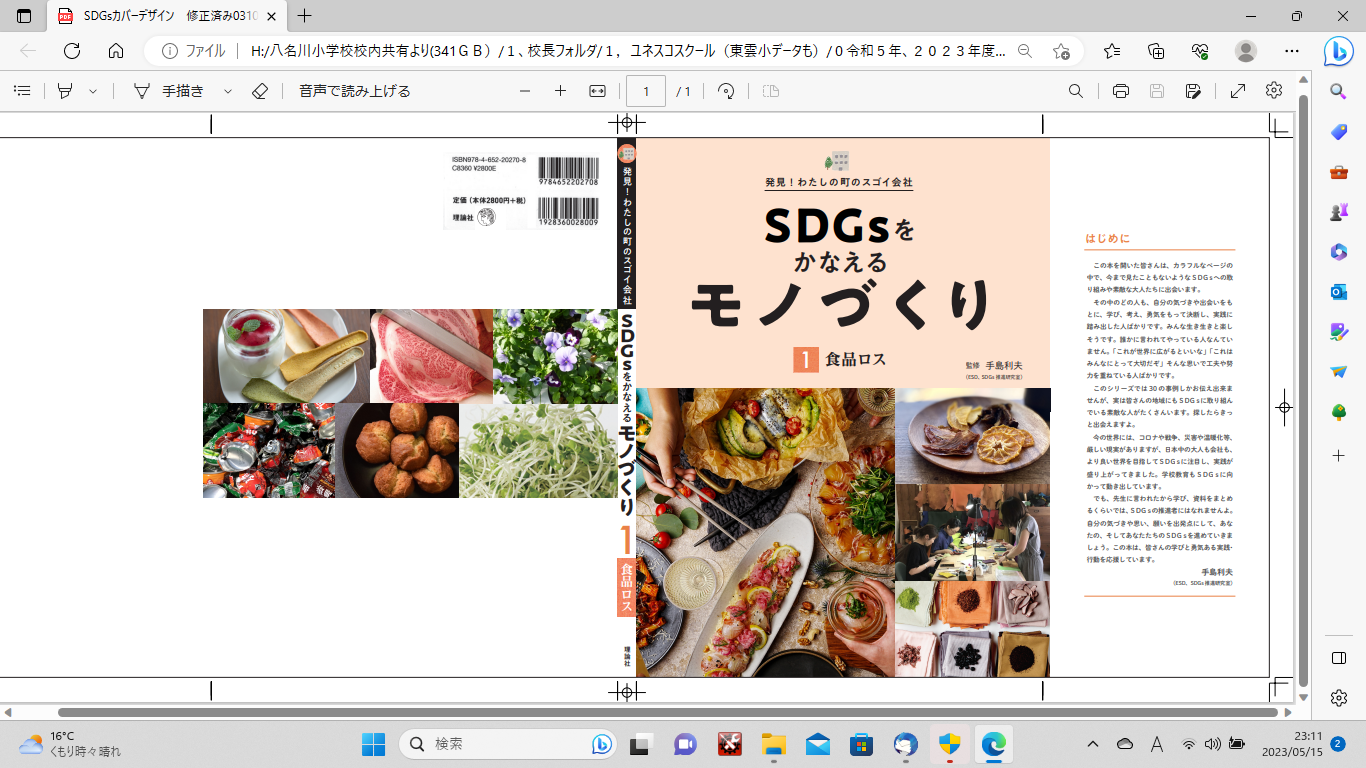 SDGsカバーデザイン　修正済み0310
ファイル
H:/八名川小学校校内共有より(341ＧＢ）/１、校長フォルダ/１，ユネスコスクール（東雲小データも）/０令和５年、２０２３年度...
手描き
音声で読み上げる
1
/ 1
ISBN978-4-652-20270-8
C8360 ¥2800E
9784652202708
定価（本体2800円+税）
理論社
1928360028009
発見！わたしの町のスゴイ会社
SDGsをかなえるモノづくり
1
食品ロス
理論社
発見！わたしの町のスゴイ会社
SDGsを
かなえる
モノづくり
1 食品ロス
監修 手島利夫
（ESD、SDGs推進研究室）
はじめに
この本を開いた皆さんは、カラフルなページの
中で、今まで見たこともないようなＳＤＧｓへの取
り組みや素敵な大人たちに出会います。
その中のどの人も、自分の気づきや出会いをも
とに、学び、考え、勇気をもって決断し、実践に
踏み出した人ばかりです。みんな生き生きと楽し
そうです。誰かに言われてやっている人なんてい
ません。「これが世界に広がるといいな」「これは
みんなにとって大切だぞ」そんな思いで工夫や努
力を重ねている人ばかりです。
このシリーズでは30の事例しかお伝え出来ま
せんが、実は皆さんの地域にもＳＤＧｓに取り組ん
でいる素敵な人がたくさんいます。探したらきっ
と出会えますよ。
今の世界には、コロナや戦争、災害や温暖化等、
厳しい現実がありますが、日本中の大人も会社も、
より良い世界を目指してＳＤＧｓに注目し、実践が
盛り上がってきました。学校教育もＳＤＧｓに向
かって動き出しています。
でも、先生に言われたから学び、資料をまとめ
るくらいでは、ＳＤＧｓの推進者にはなれませんよ。
自分の気づきや思い、願いを出発点にして、あな
たの、そしてあなたたちのＳＤＧｓを進めていきま
しょう。この本は、皆さんの学びと勇気ある実践・
行動を応援しています。
手島利夫
（ESD、SDGs推進研究室）
16°C
くもり時々晴れ
検索
A
23:11
2023/05/15
2